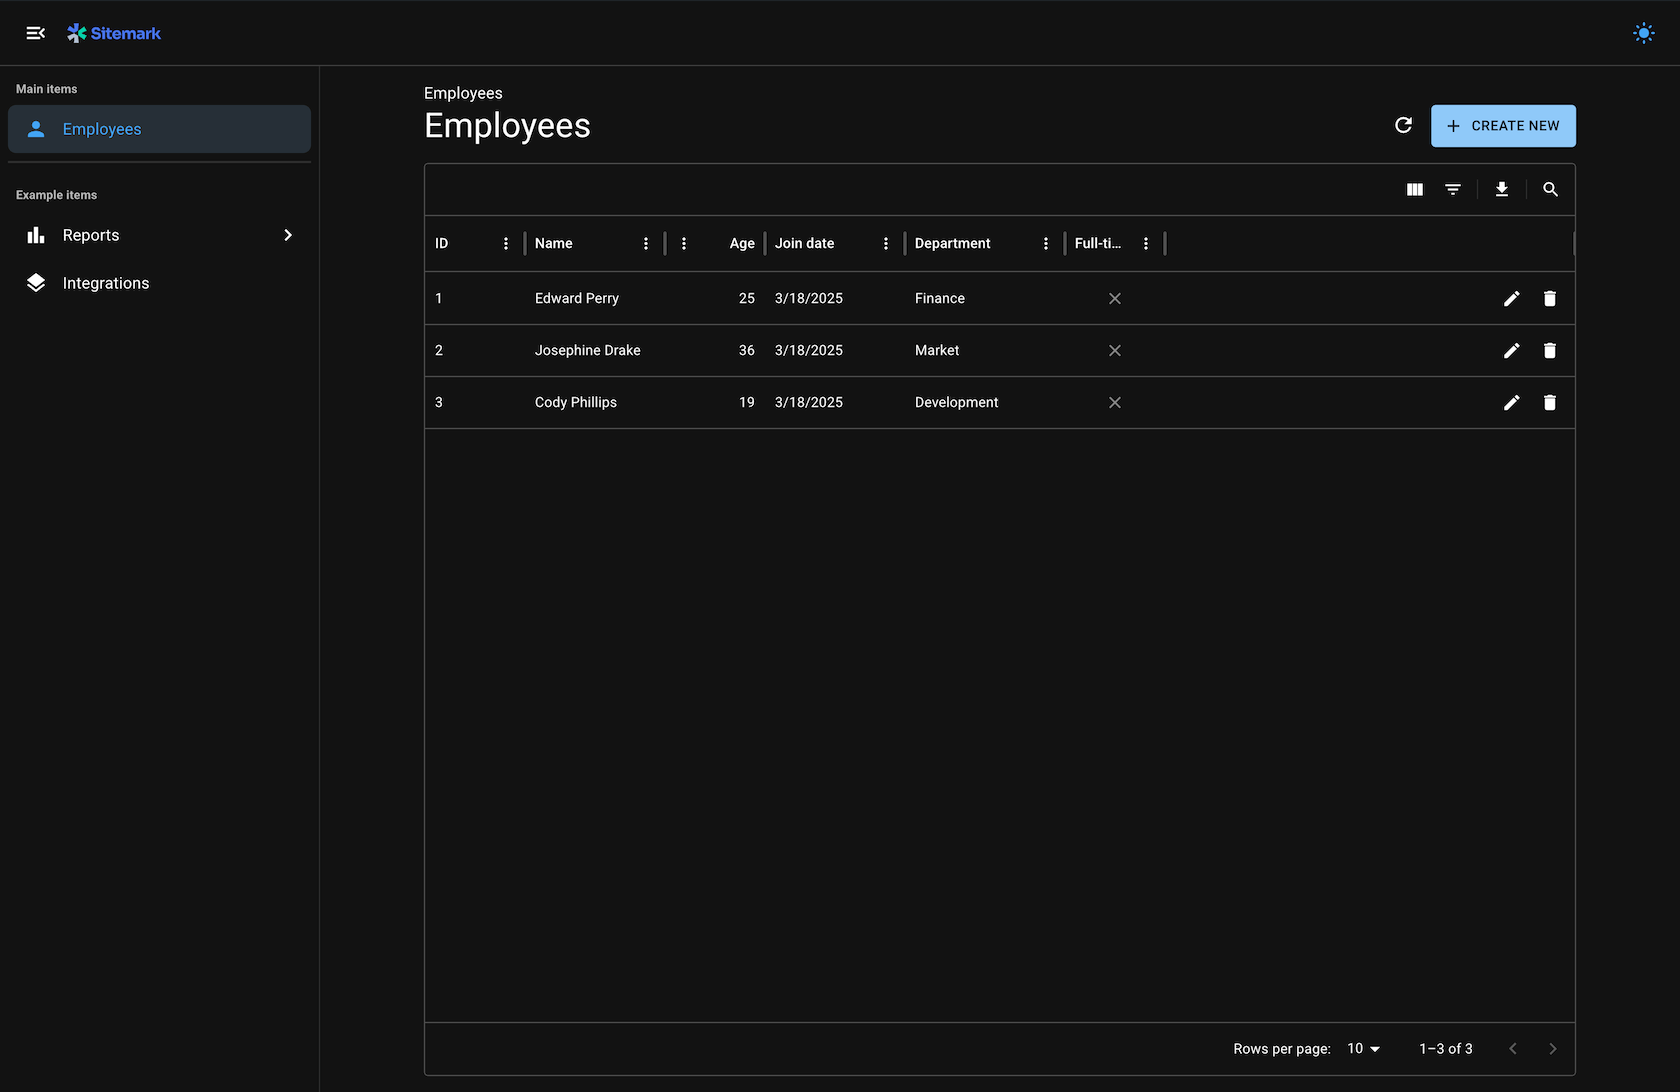 Sitemark
Main items
Employees
Example items
Reports
Integrations
Employees
Employees
CREATE NEW
ID Name Age Join date Department Full-ti...
1 Edward Perry 25 3/18/2025 Finance
2 Josephine Drake 36 3/18/2025 Market
3 Cody Phillips 19 3/18/2025 Development
Rows per page: 10 1–3 of 3